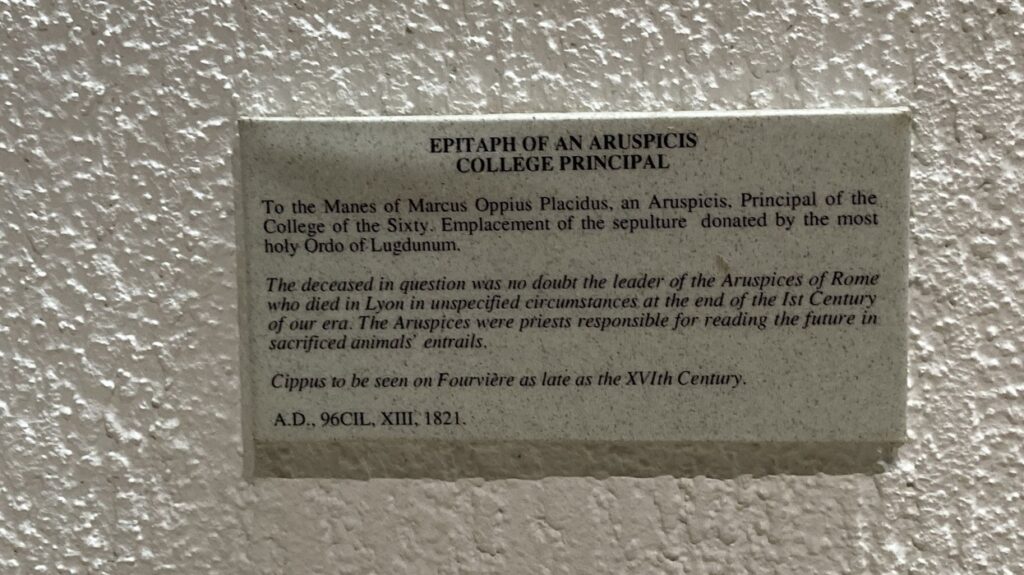 EPITAPH OF AN ARUSPICIS
COLLEGE PRINCIPAL
To the Manes of Marcus Oppius Placidus, an Aruspicis, Principal of the
College of the Sixty. Emplacement of the sepulture donated by the most
holy Ordo of Lugdunum.
The deceased in question was no doubt the leader of the Aruspices of Rome
who died in Lyon in unspecified circumstances at the end of the Ist Century
of our era. The Aruspices were priests responsible for reading the future in
sacrificed animals' entrails.
Cippus to be seen on Fourvière as late as the XVIth Century.
A.D., 96CIL, XIII, 1821.